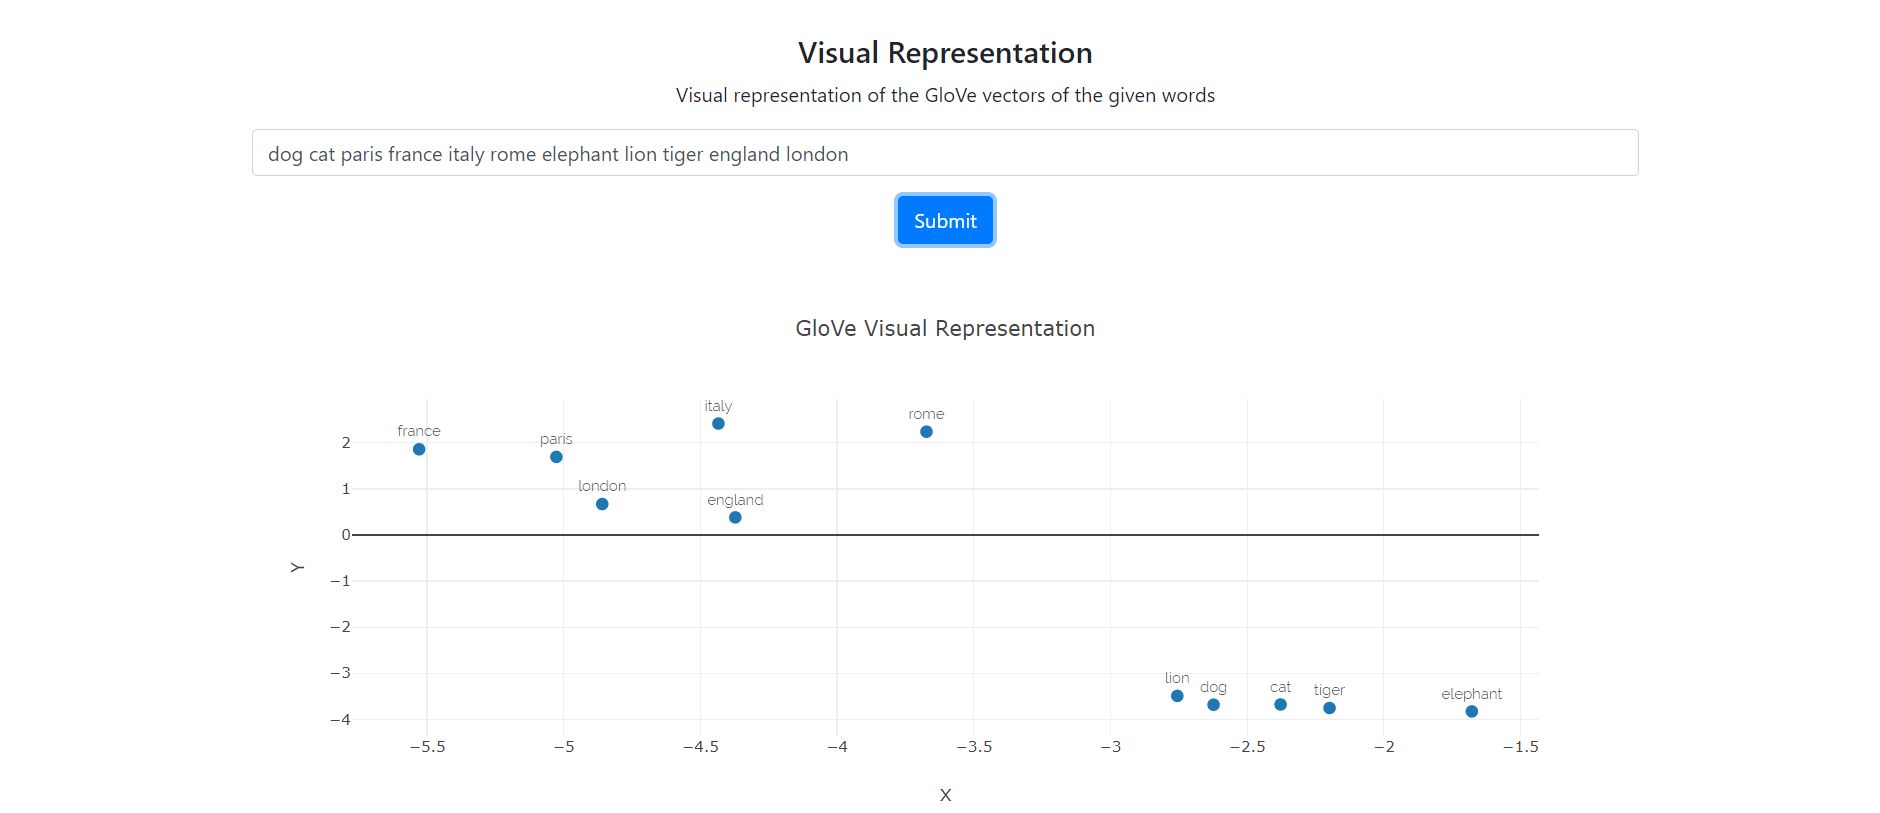 Visual Representation
Visual representation of the GloVe vectors of the given words
dog cat paris france italy rome elephant lion tiger england london
Submit
GloVe Visual Representation
italy
rome
france
paris
2
london
1
england
0
Y
−1
−2
−3
lion
dog
cat
tiger
elephant
−4
−5.5
−5
−4.5
−4
−3.5
−3
−2.5
−2
−1.5
X